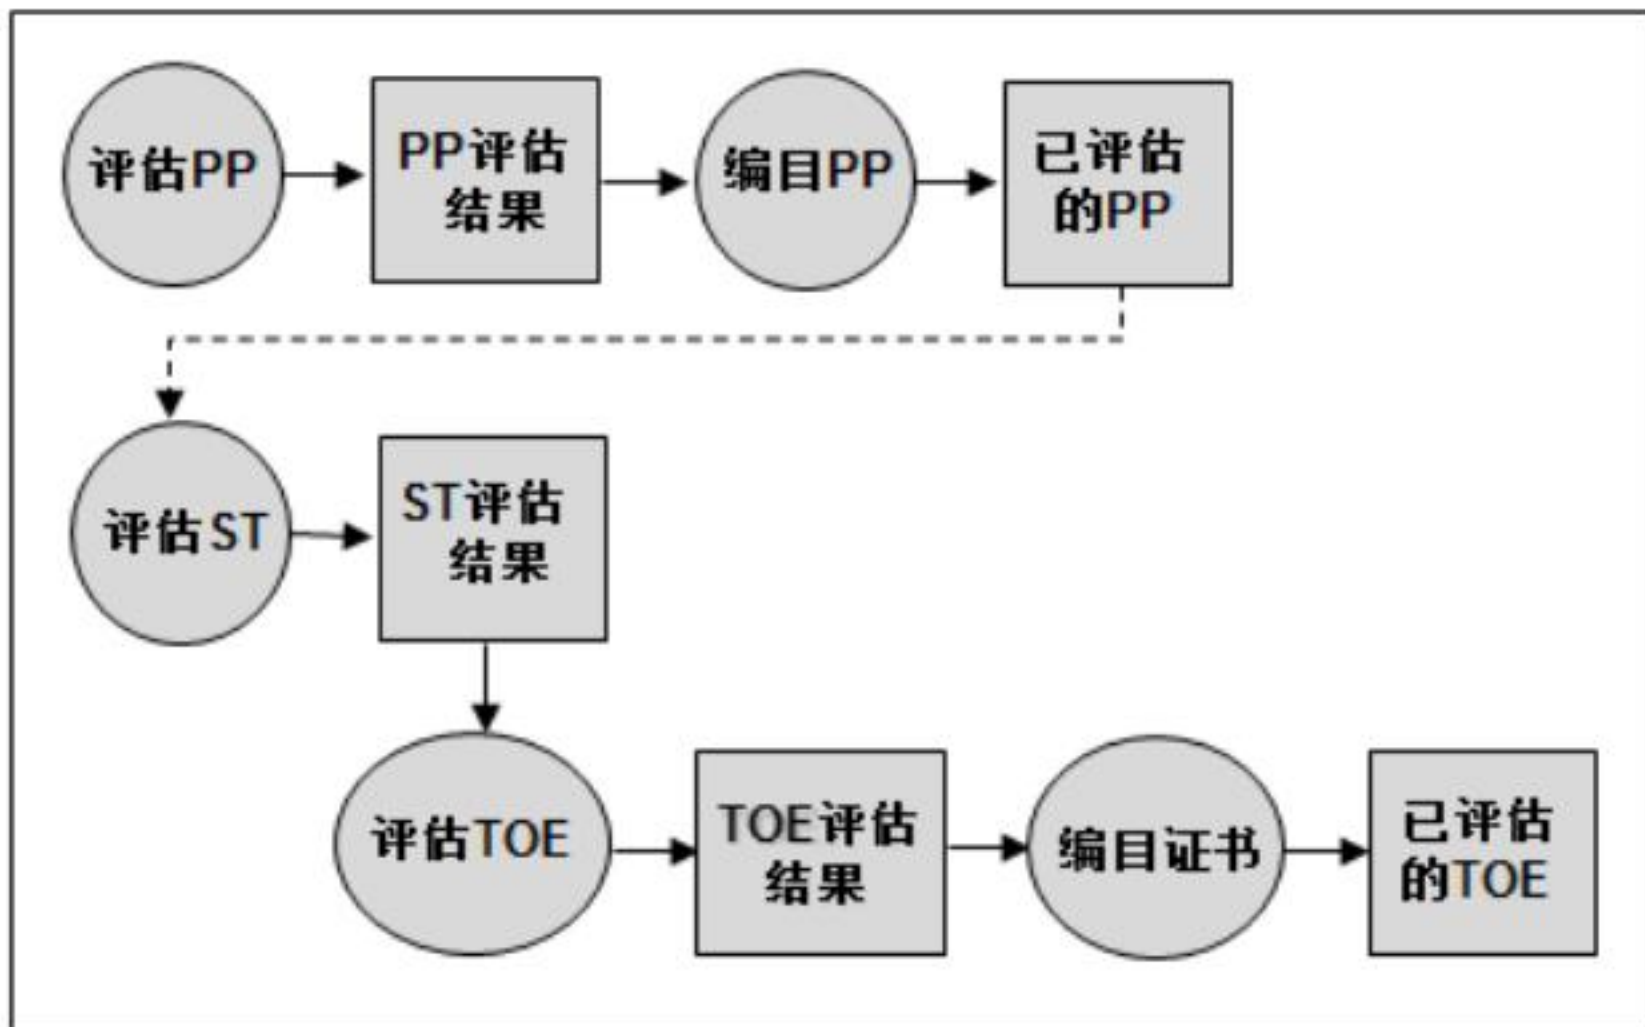 评估PP
PP评估
结果
编目PP
已评估
的PP
评估ST
ST评估
结果
评估TOE
TOE评估
结果
编目证书
已评估
的TOE